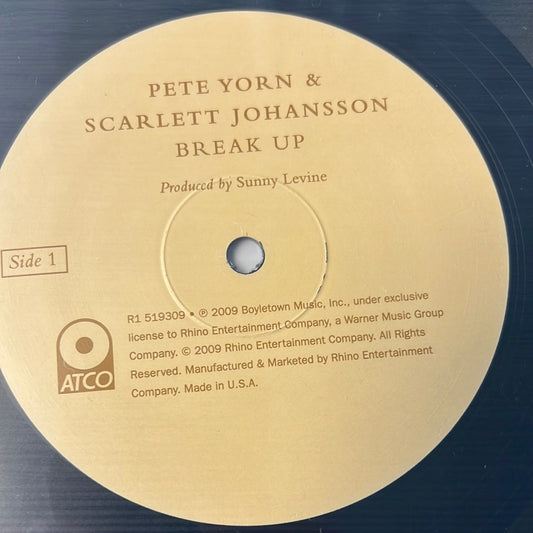 PETE YORN &
SCARLETT JOHANSSON
BREAK UP
Produced by Sunny Levine
Side 1
R1 519309 • ℗ 2009 Boyletown Music, Inc., under exclusive
license to Rhino Entertainment Company, a Warner Music Group
Company. © 2009 Rhino Entertainment Company. All Rights
Reserved. Manufactured & Marketed by Rhino Entertainment
Company. Made in U.S.A.
ATCO